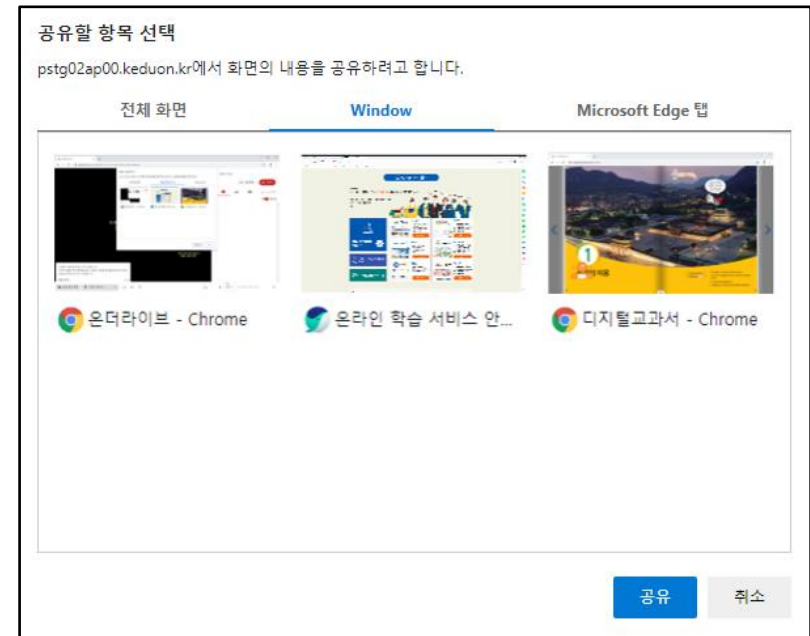 공유할 항목 선택
pstg02ap00.keduon.kr에서 화면의 내용을 공유하려고 합니다.
전체 화면 Window Microsoft Edge 탭
1
온더라이브 - Chrome 온라인 학습 서비스 안... 디지털교과서 - Chrome
공유 취소